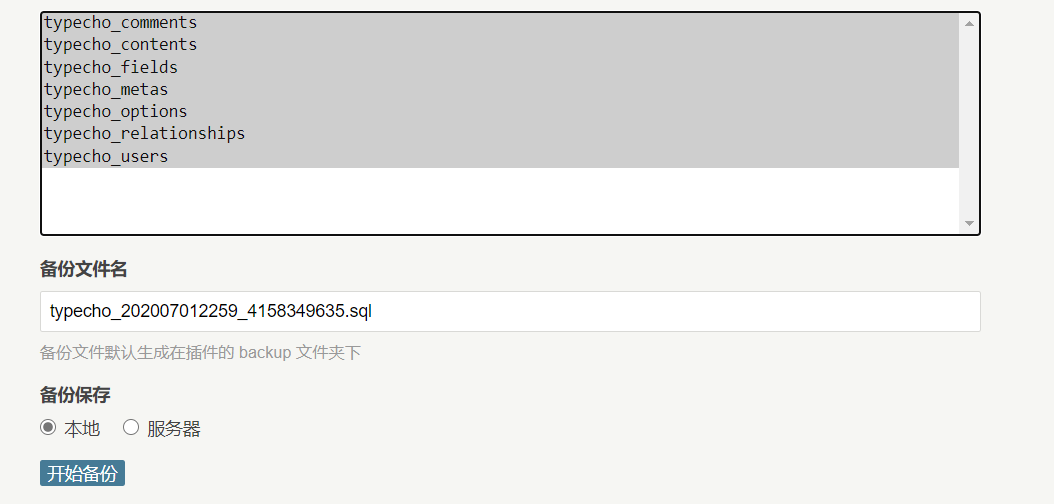 typecho_comments
typecho_contents
typecho_fields
typecho_metas
typecho_options
typecho_relationships
typecho_users
备份文件名
typecho_202007012259_4158349635.sql
备份文件默认生成在插件的 backup 文件夹下
备份保存
本地 服务器
开始备份